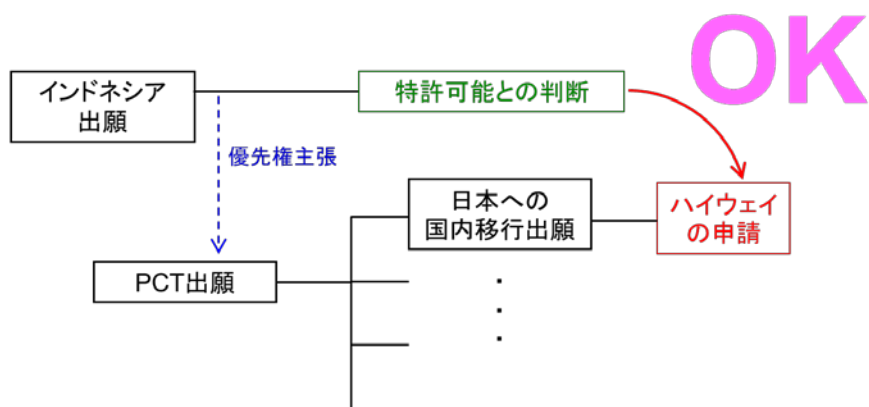 OK
インドネシア
出願
特許可能との判断
優先権主張
日本への
国内移行出願
ハイウェイ
の申請
PCT出願